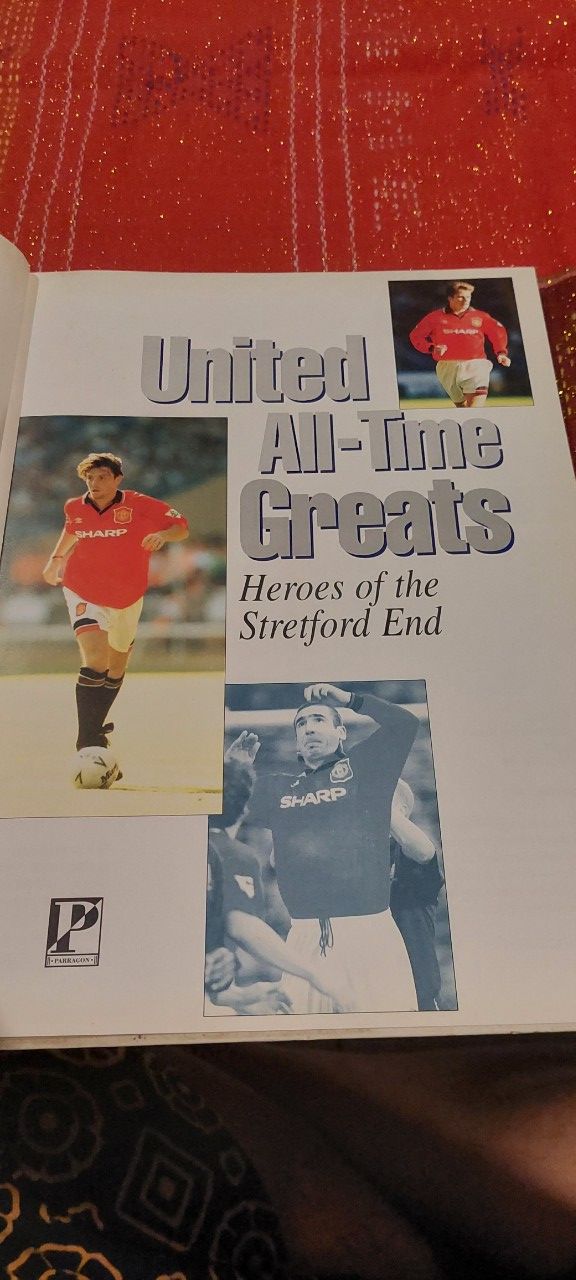 United
All-Time
Greats
Heroes of the
Stretford End
SHARP
SHARP
SHARP
P
PARRAGON